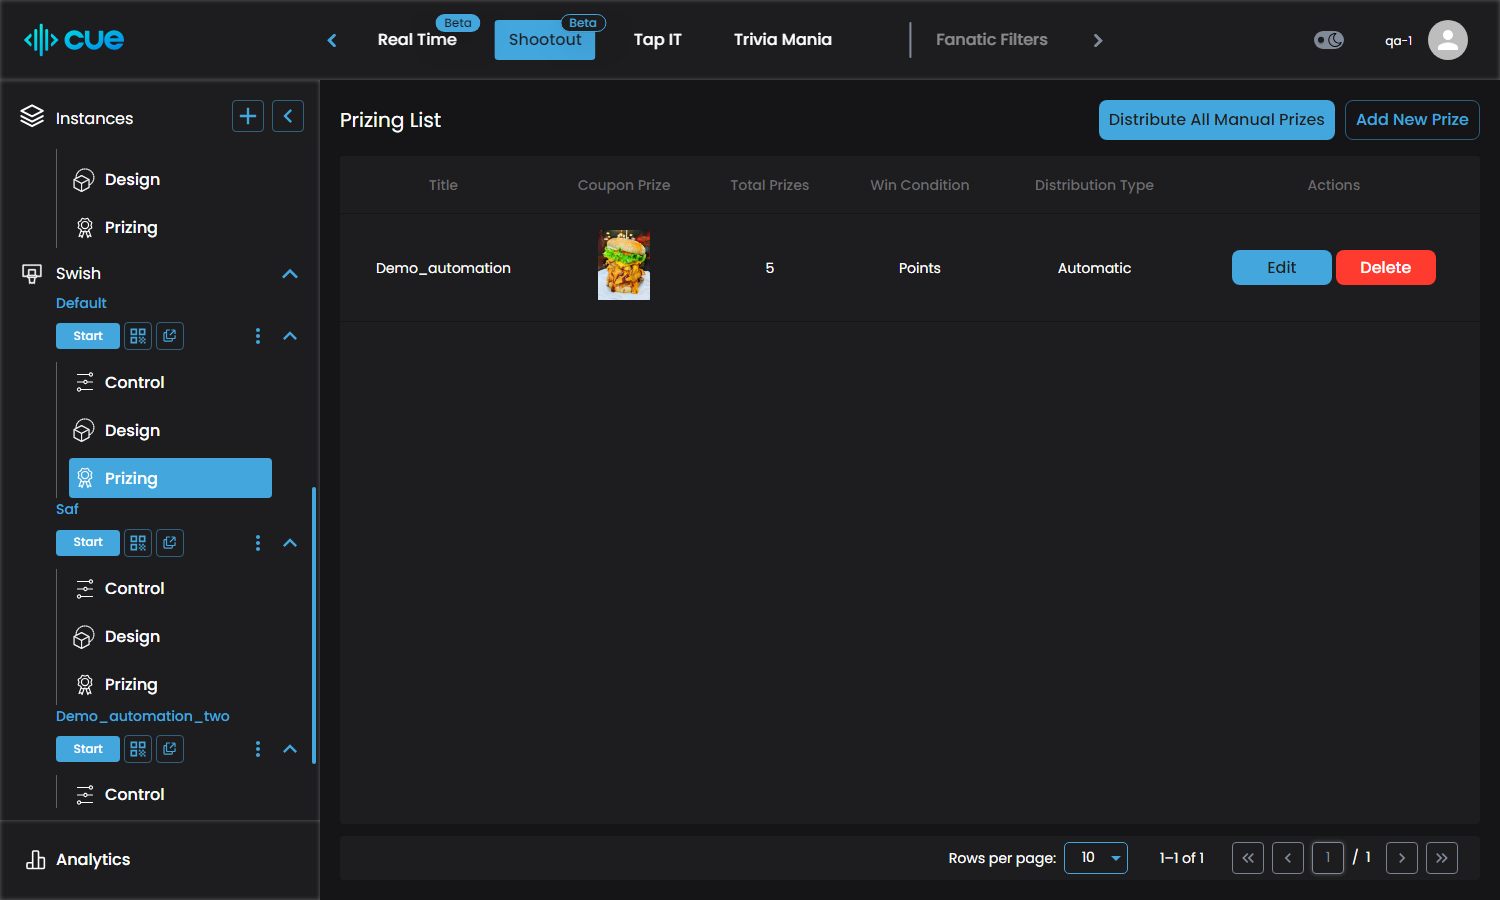 cue
Real Time
Beta
Shootout
Beta
Tap IT
Trivia Mania
Fanatic Filters
qa-1
Instances
Design
Prizing
Swish
Default
Start
Control
Design
Prizing
Saf
Start
Control
Design
Prizing
Demo_automation_two
Start
Control
Analytics
Prizing List
Distribute All Manual Prizes
Add New Prize
Title Coupon Prize Total Prizes Win Condition Distribution Type Actions
Demo_automation 5 Points Automatic Edit Delete
Rows per page: 10 1-1 of 1 1 / 1